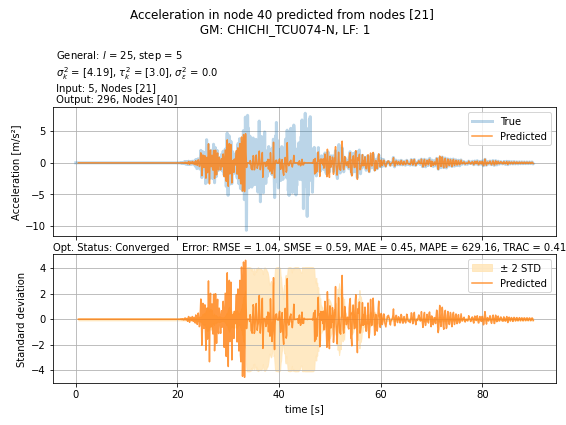 Acceleration in node 40 predicted from nodes [21]
GM: CHICHI_TCU074-N, LF: 1
General: l = 25, step = 5
σ²ₖ = [4.19], τ²ₖ = [3.0], σ²ε = 0.0
Input: 5, Nodes [21]
Output: 296, Nodes [40]
True
Predicted
Acceleration [m/s²]
5
0
−5
−10
Opt. Status: Converged Error: RMSE = 1.04, SMSE = 0.59, MAE = 0.45, MAPE = 629.16, TRAC = 0.41
± 2 STD
Predicted
Standard deviation
4
2
0
−2
−4
0 20 40 60 80
time [s]